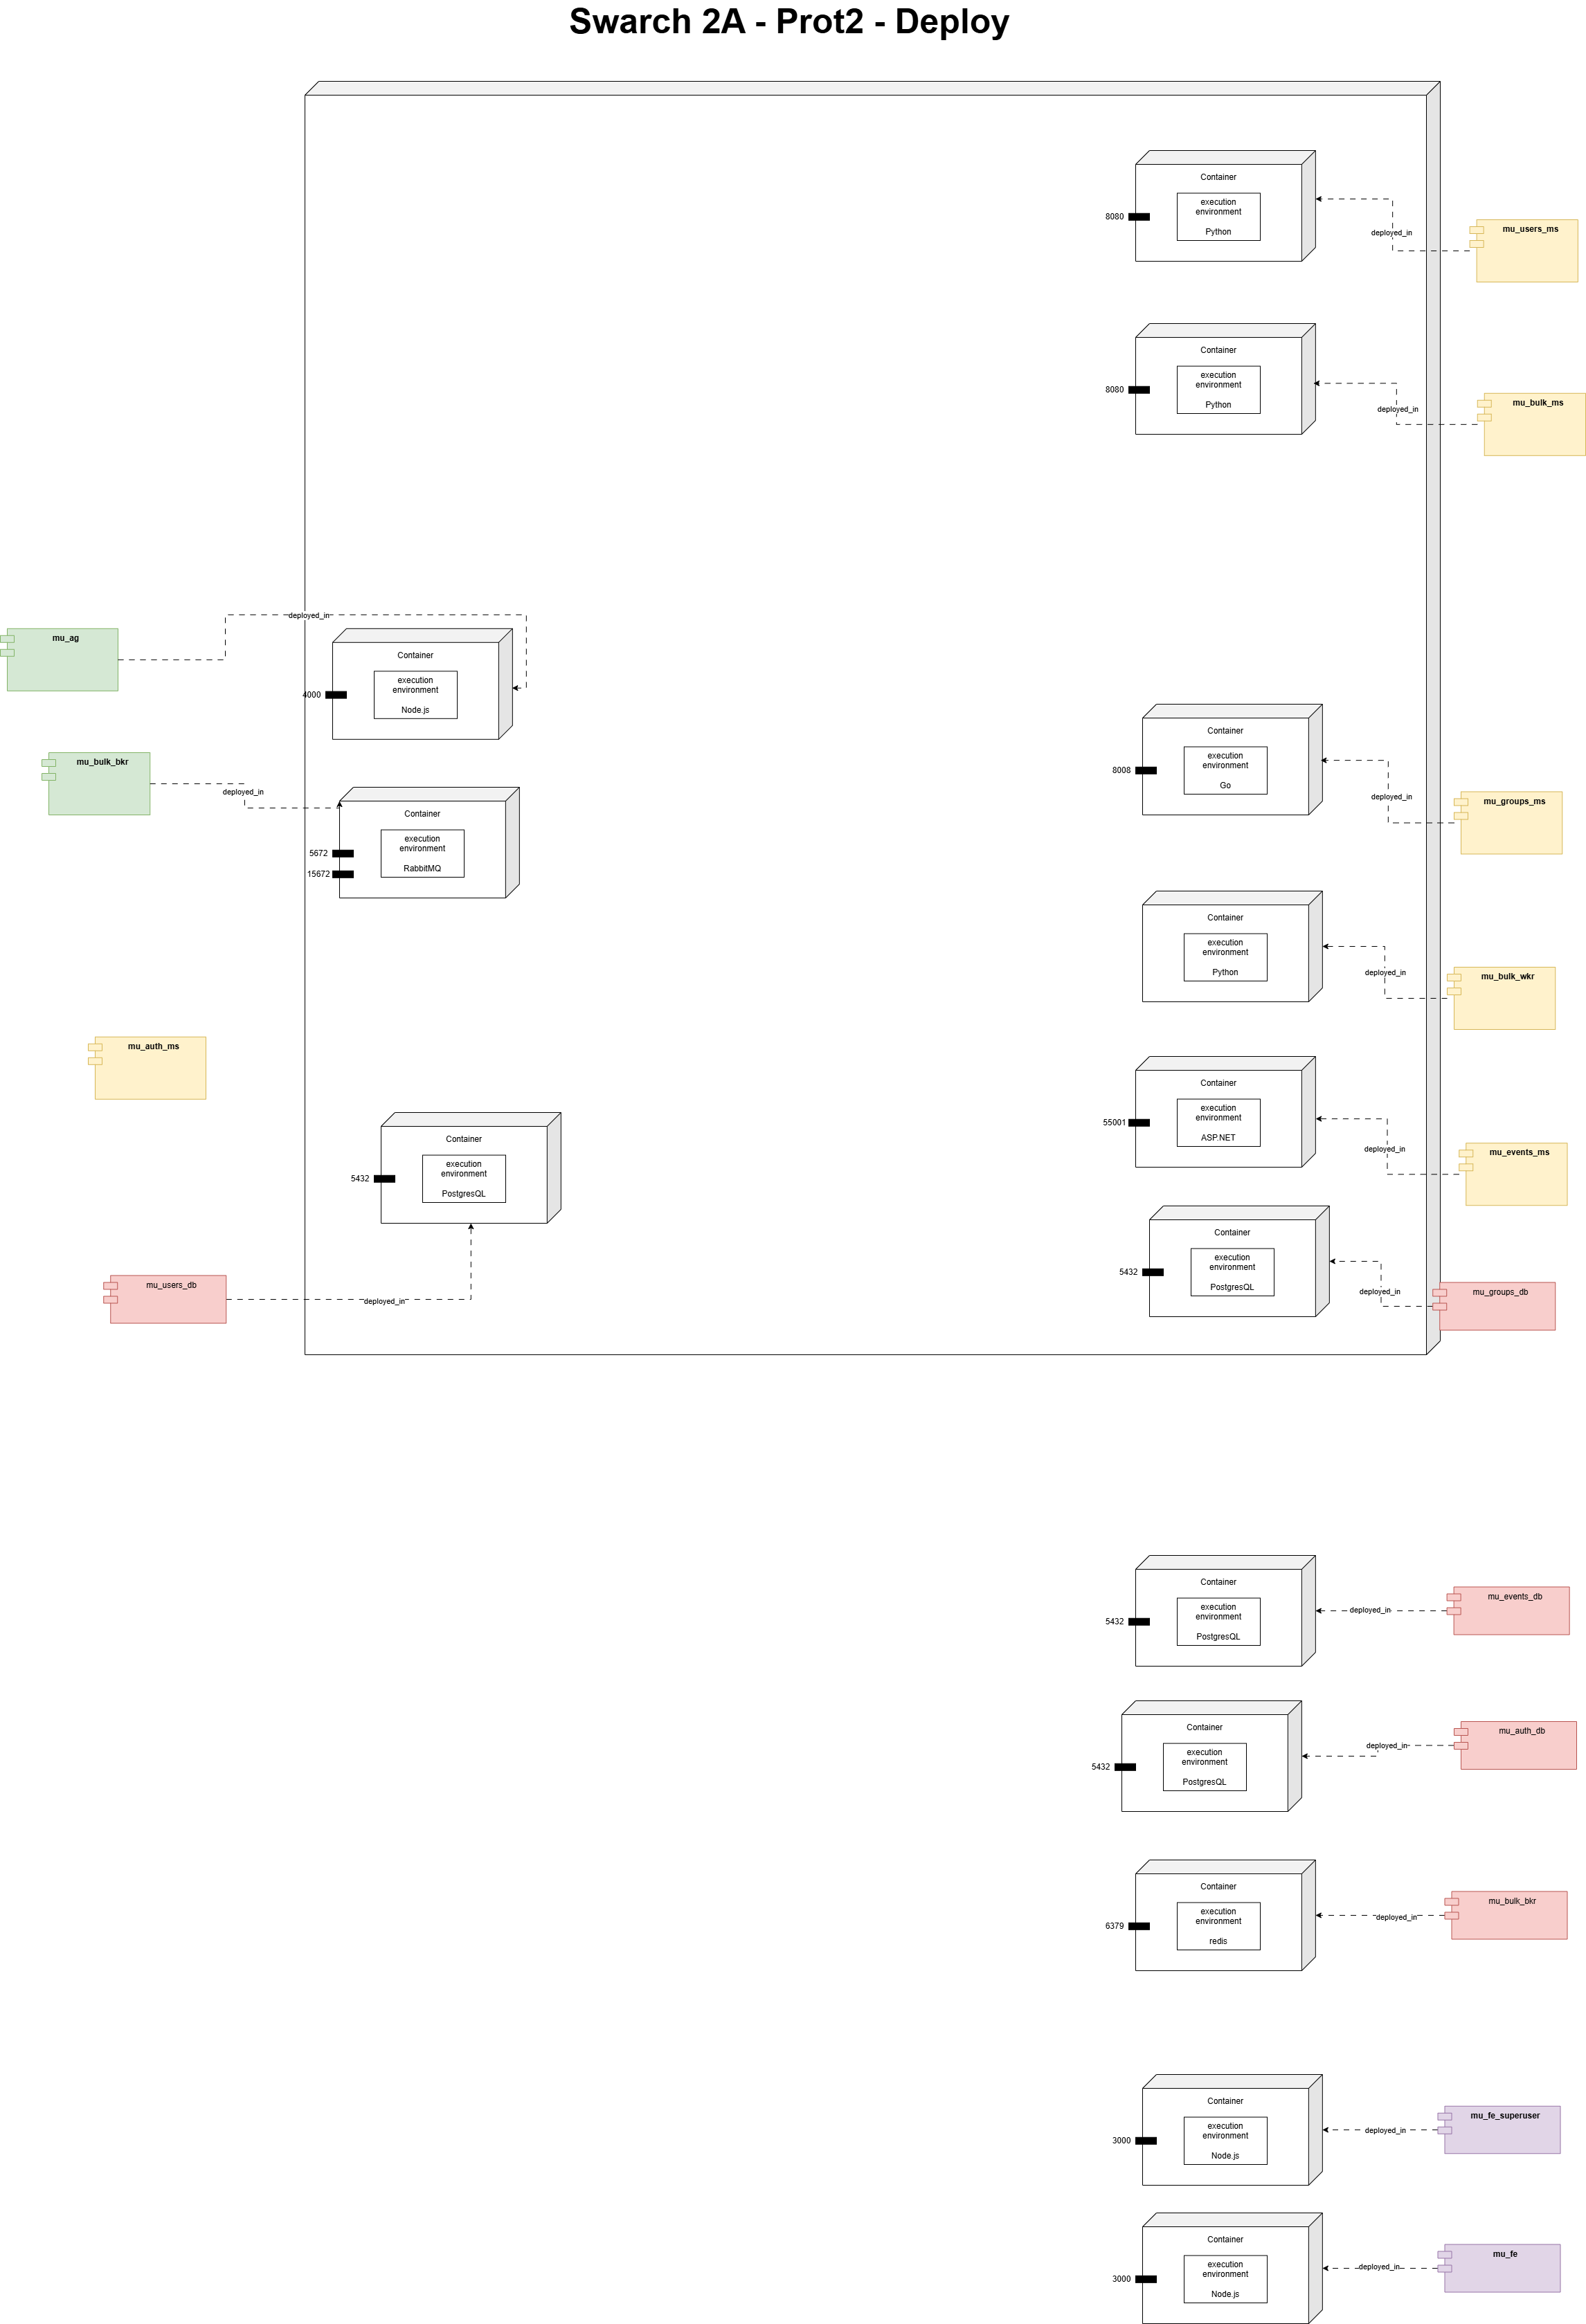 Swarch 2A - Prot2 - Deploy
Container
execution
environment
Python
8080
deployed_in
mu_users_ms
Container
execution
environment
Python
8080
deployed_in
mu_bulk_ms
mu_ag
deployed_in
Container
execution
environment
Node.js
4000
mu_bulk_bkr
deployed_in
Container
execution
environment
RabbitMQ
5672
15672
Container
execution
environment
Go
8008
deployed_in
mu_groups_ms
Container
execution
environment
Python
deployed_in
mu_bulk_wkr
mu_auth_ms
Container
execution
environment
ASP.NET
55001
deployed_in
mu_events_ms
Container
execution
environment
PostgresQL
5432
mu_users_db
deployed_in
Container
execution
environment
PostgresQL
5432
deployed_in
mu_groups_db
Container
execution
environment
PostgresQL
5432
deployed_in
mu_events_db
Container
execution
environment
PostgresQL
5432
deployed_in
mu_auth_db
Container
execution
environment
redis
6379
deployed_in
mu_bulk_bkr
Container
execution
environment
Node.js
3000
deployed_in
mu_fe_superuser
Container
execution
environment
Node.js
3000
deployed_in
mu_fe